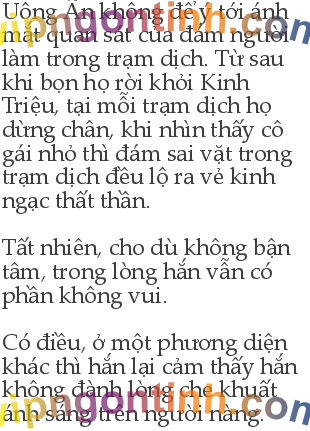 Uông Ấn không để ý tới ánh
mắt quan sát của đám người
làm trong trạm dịch. Từ sau
khi bọn họ rời khỏi Kinh
Triệu, tại mỗi trạm dịch họ
dừng chân, khi nhìn thấy cô
gái nhỏ thì đám sai vặt trong
trạm dịch đều lộ ra vẻ kinh
ngạc thất thần.
Tất nhiên, cho dù không bận
tâm, trong lòng hắn vẫn có
phần không vui.
Có điều, ở một phương diện
khác thì hắn lại cảm thấy hắn
không đành lòng che khuất
ánh sáng trên người nàng.
vipngontinh.com
vipngontinh.com